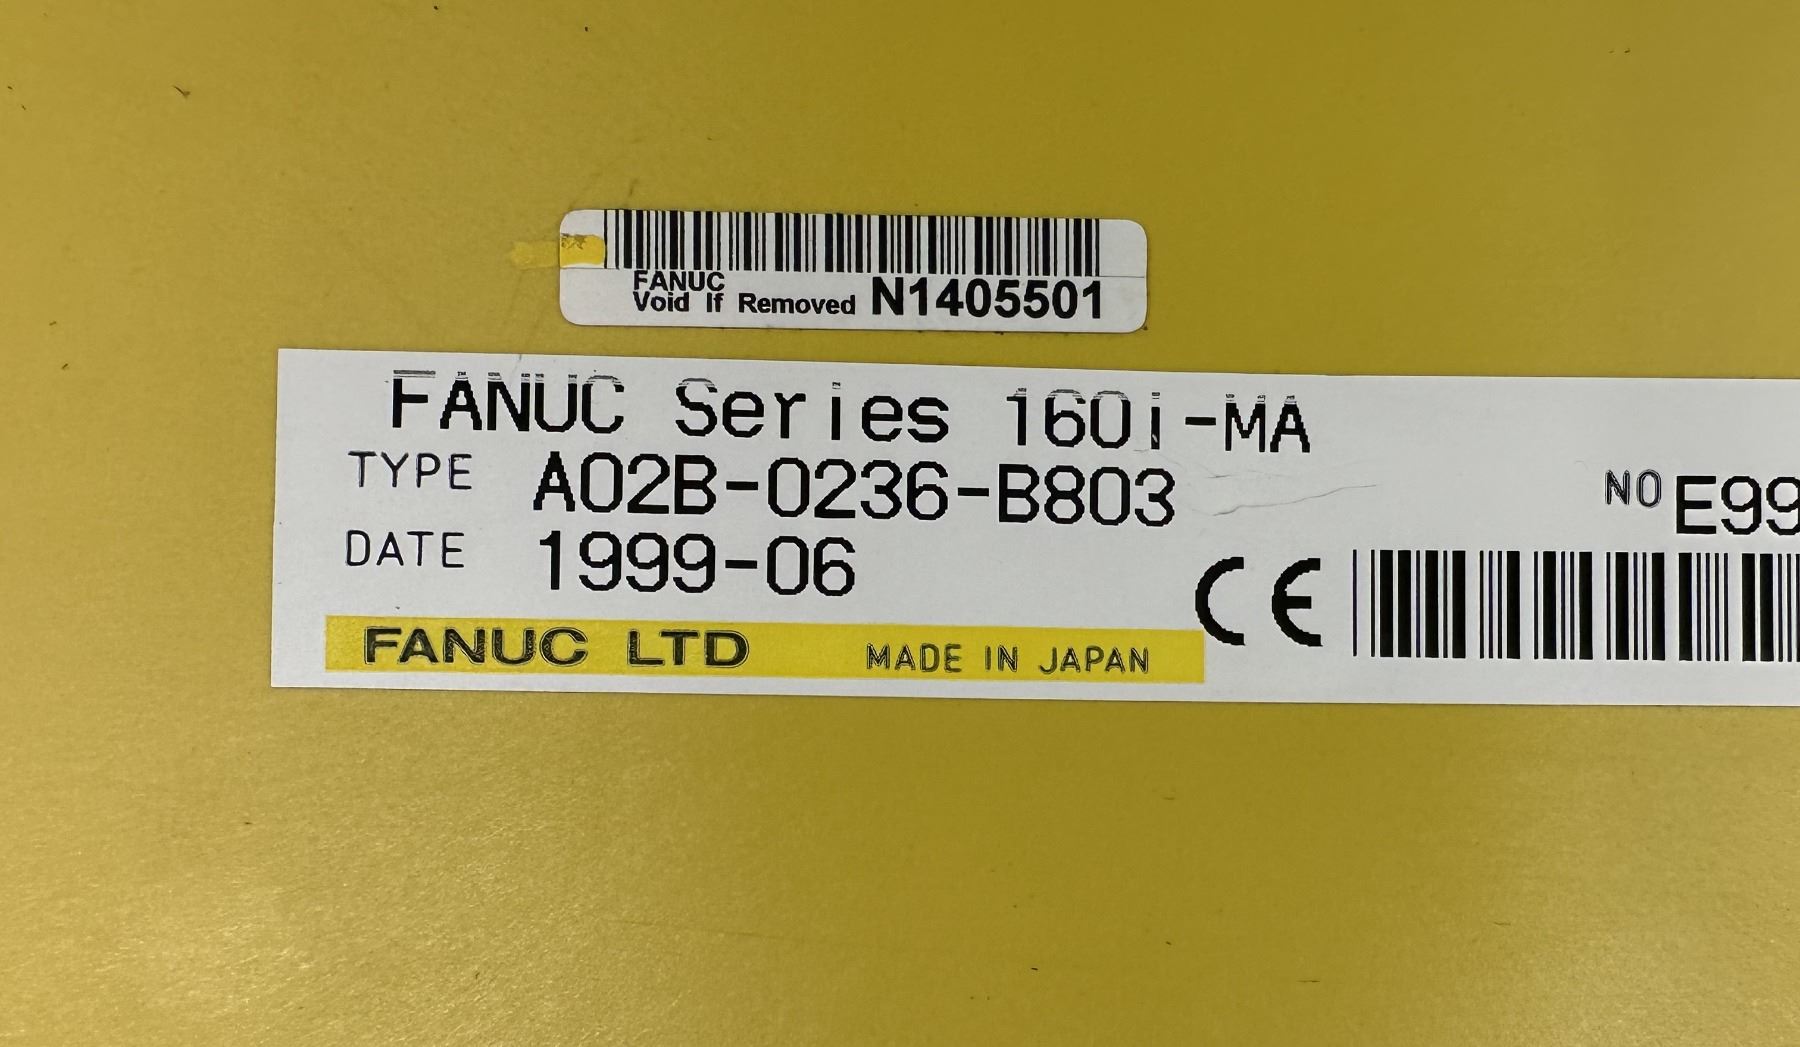 FANUC
Void If Removed N1405501
FANUC Series 160i-MA
TYPE A02B-0236-B803
NO E99
DATE 1999-06
CE
FANUC LTD MADE IN JAPAN